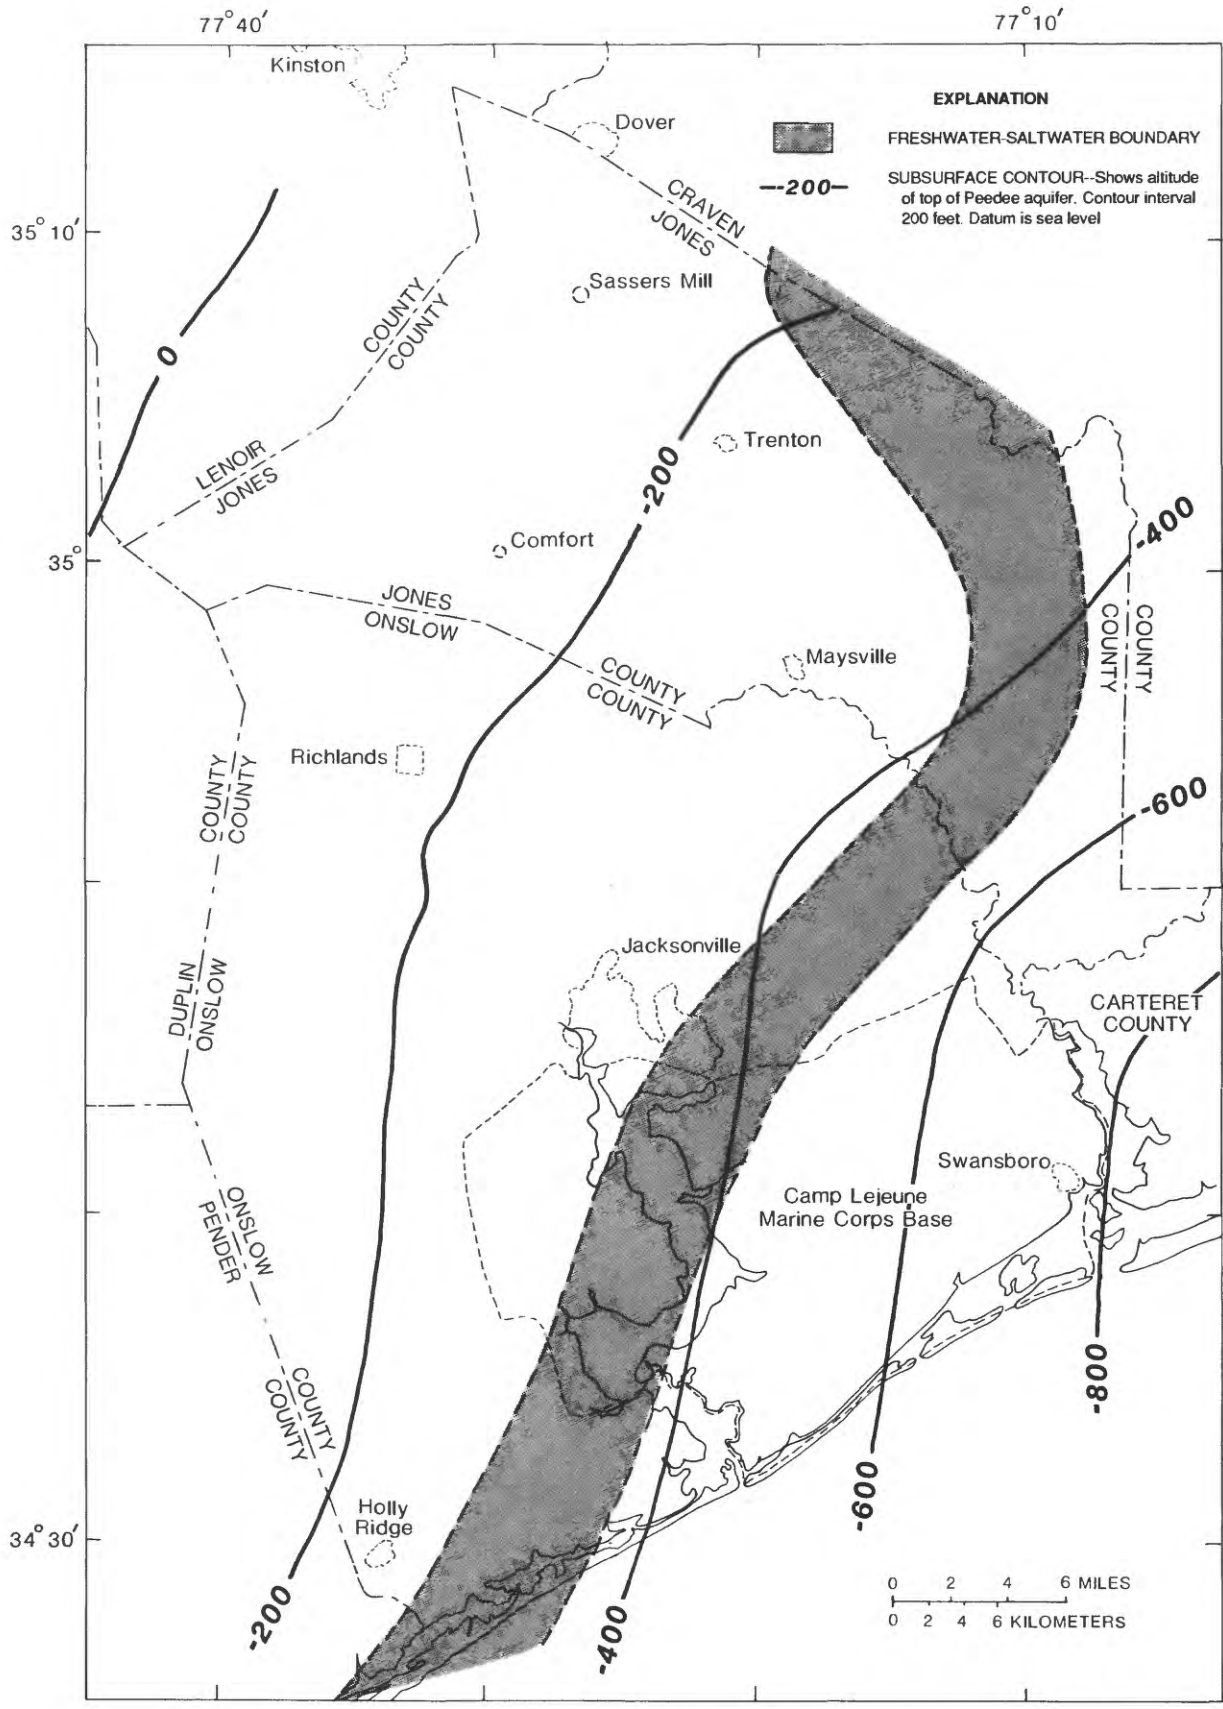 77°40′
77°10′
Kinston
EXPLANATION
Dover
FRESHWATER-SALTWATER BOUNDARY
-200
SUBSURFACE CONTOUR--Shows altitude
of top of Peedee aquifer. Contour interval
200 feet. Datum is sea level
CRAVEN
JONES
35°10′
Sassers Mill
COUNTY
COUNTY
0
Trenton
LENOIR
JONES
-200
-400
Comfort
35°
JONES
ONSLOW
COUNTY
COUNTY
COUNTY
COUNTY
Maysville
Richlands
COUNTY
COUNTY
-600
Jacksonville
DUPLIN
ONSLOW
CARTERET
COUNTY
Swansboro
Camp Lejeune
Marine Corps Base
ONSLOW
PENDER
COUNTY
COUNTY
-800
-600
Holly
Ridge
34°30′
-200
-400
0 2 4 6 MILES
0 2 4 6 KILOMETERS